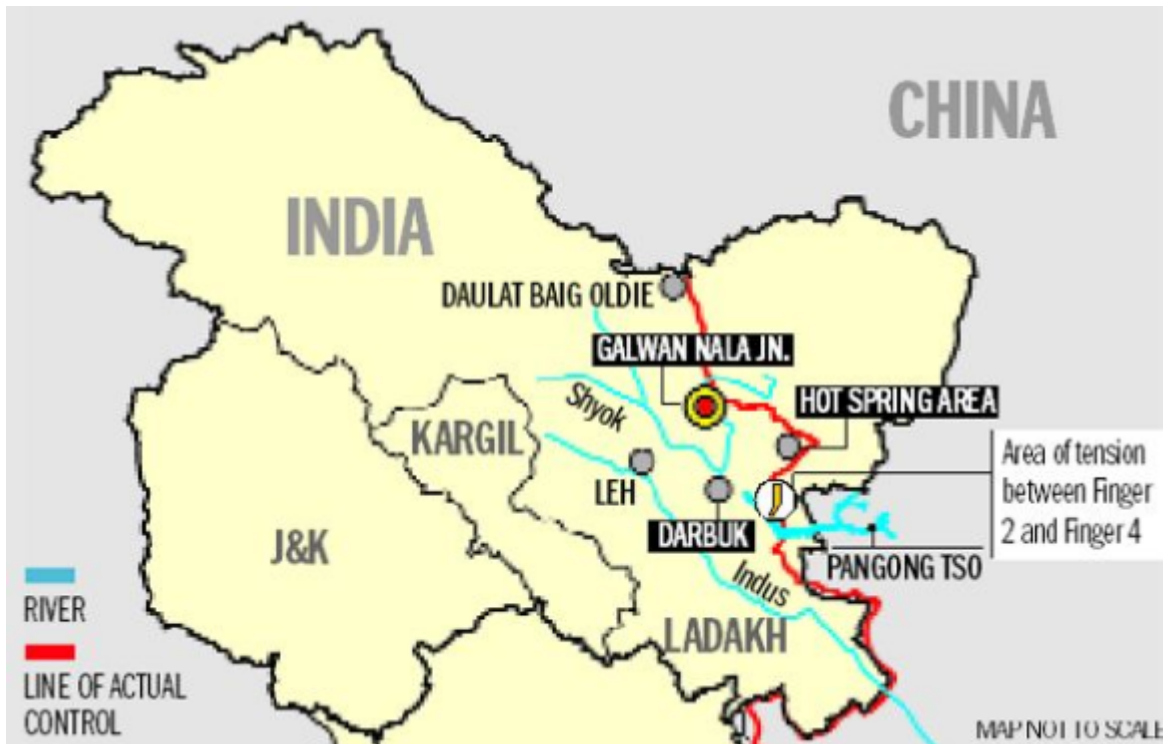 CHINA
INDIA
DAULAT BAIG OLDIE
GALWAN NALA JN.
HOT SPRING AREA
Shyok
KARGIL
Area of tension
between Finger
2 and Finger 4
LEH
DARBUK
J&K
PANGONG TSO
Indus
RIVER
LADAKH
LINE OF ACTUAL
CONTROL
MAP NOT TO SCALE